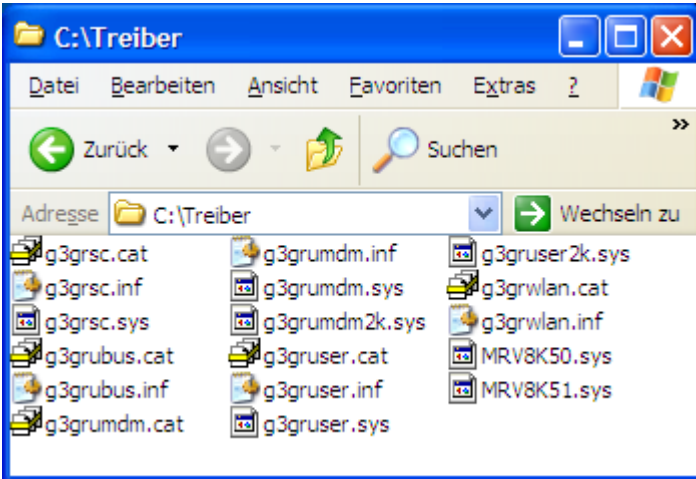 C:\Treiber
Datei Bearbeiten Ansicht Favoriten Extras ?
Zurück Suchen »
Adresse C:\Treiber Wechseln zu
g3grsc.cat
g3grsc.inf
g3grsc.sys
g3grubus.cat
g3grubus.inf
g3grumdm.cat
g3grumdm.inf
g3grumdm.sys
g3grumdm2k.sys
g3gruser.cat
g3gruser.inf
g3gruser.sys
g3gruser2k.sys
g3grwlan.cat
g3grwlan.inf
MRV8K50.sys
MRV8K51.sys